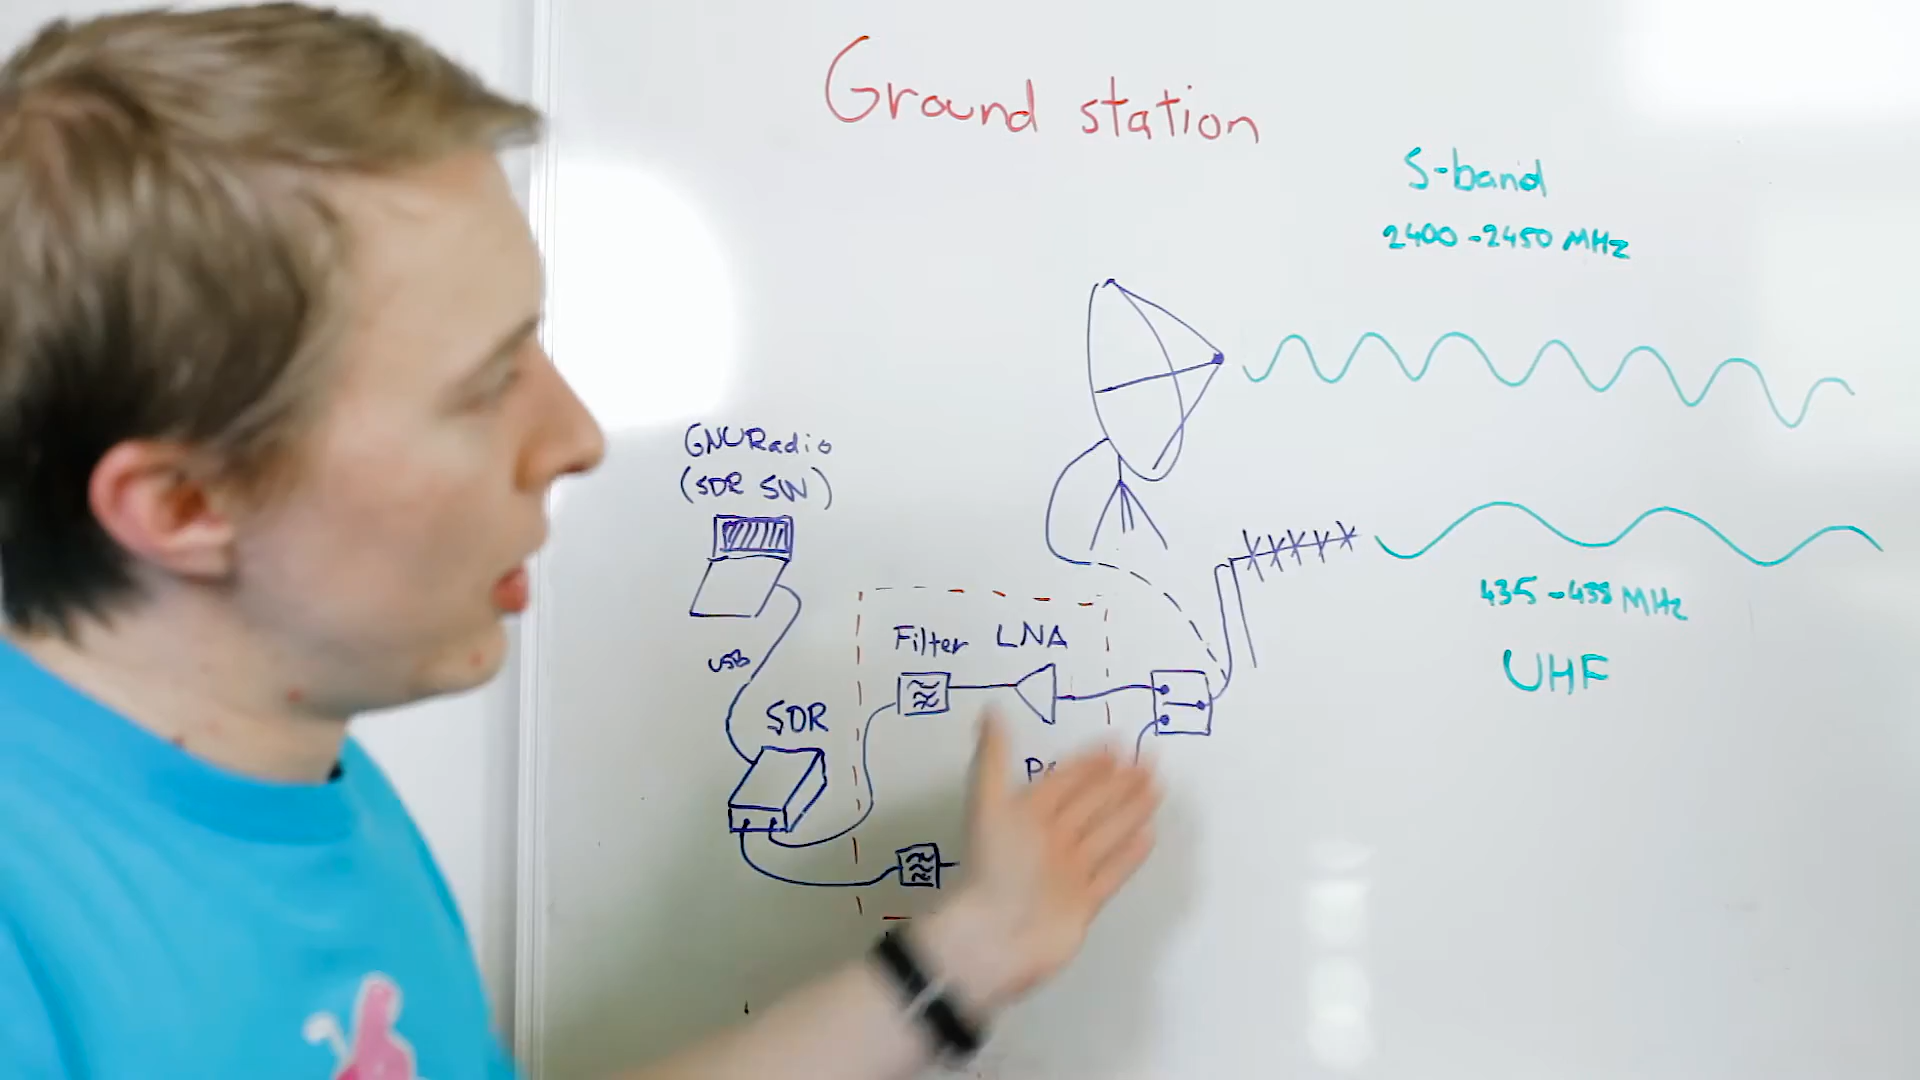 Ground station
S-band
2400-2450 MHz
GNURadio
(SDR SW)
435-438 MHz
UHF
Filter LNA
USB
SDR